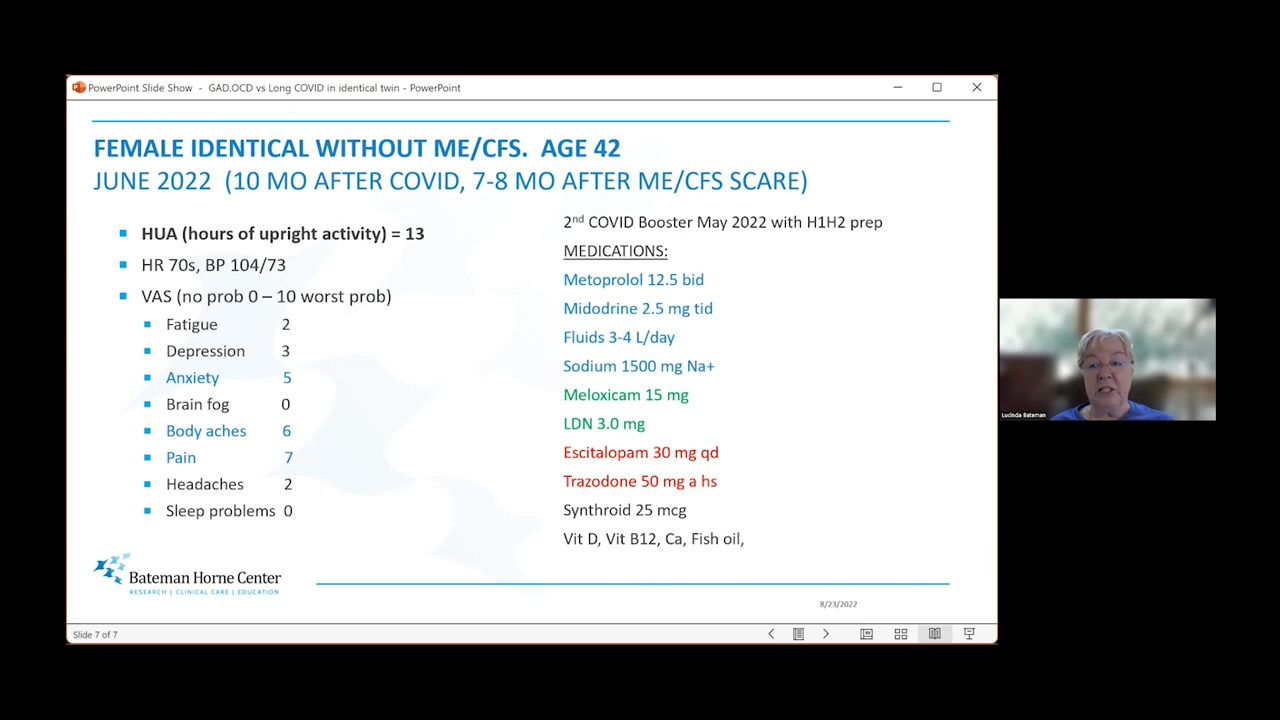 PowerPoint Slide Show - GAD.OCD vs Long COVID in identical twin - PowerPoint
FEMALE IDENTICAL WITHOUT ME/CFS. AGE 42
JUNE 2022 (10 MO AFTER COVID, 7-8 MO AFTER ME/CFS SCARE)
HUA (hours of upright activity) = 13
HR 70s, BP 104/73
VAS (no prob 0 – 10 worst prob)
Fatigue 2
Depression 3
Anxiety 5
Brain fog 0
Body aches 6
Pain 7
Headaches 2
Sleep problems 0
2nd COVID Booster May 2022 with H1H2 prep
MEDICATIONS:
Metoprolol 12.5 bid
Midodrine 2.5 mg tid
Fluids 3-4 L/day
Sodium 1500 mg Na+
Meloxicam 15 mg
LDN 3.0 mg
Escitalopam 30 mg qd
Trazodone 50 mg a hs
Synthroid 25 mcg
Vit D, Vit B12, Ca, Fish oil,
Bateman Horne Center
RESEARCH | CLINICAL CARE | EDUCATION
8/23/2022
Slide 7 of 7
Lucinda Bateman